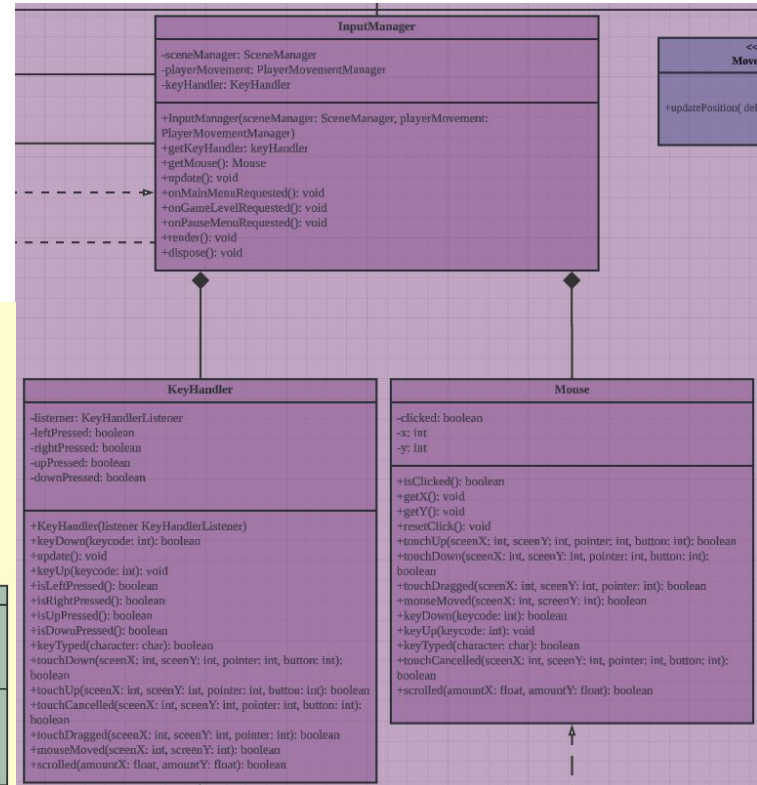 InputManager
-sceneManager: SceneManager
-playerMovement: PlayerMovementManager
-keyHandler: KeyHandler
+InputManager(sceneManager: SceneManager, playerMovement:
PlayerMovementManager)
+getKeyHandler: keyHandler
+getMouse(): Mouse
+update(): void
+onMainMenuRequested(): void
+onGameLevelRequested(): void
+onPauseMenuRequested(): void
+render(): void
+dispose(): void
<<
Move
+updatePosition( del
KeyHandler
-listerner: KeyHandlerListener
-leftPressed: boolean
-rightPressed: boolean
-upPressed: boolean
-downPressed: boolean
+KeyHandler(listener KeyHandlerListener)
+keyDown(keycode: int): boolean
+update(): void
+keyUp(keycode: int): void
+isLeftPressed(): boolean
+isRightPressed(): boolean
+isUpPressed(): boolean
+isDownPressed(): boolean
+keyTyped(character: char): boolean
+touchDown(sceenX: int, sceenY: int, pointer: int, button: int):
boolean
+touchUp(sceenX: int, sceenY: int, pointer: int, button: int): boolean
+touchCancelled(sceenX: int, sceenY: int, pointer: int, button: int):
boolean
+touchDragged(sceenX: int, sceenY: int, pointer: int): boolean
+mouseMoved(sceenX: int, screenY: int): boolean
+scrolled(amountX: float, amountY: float): boolean
Mouse
-clicked: boolean
-x: int
-y: int
+isClicked(): boolean
+getX(): void
+getY(): void
+resetClick(): void
+touchUp(sceenX: int, sceenY: int, pointer: int, button: int): boolean
+touchDown(sceenX: int, sceenY: int, pointer: int, button: int):
boolean
+touchDragged(sceenX: int, sceenY: int, pointer: int): boolean
+mouseMoved(sceenX: int, screenY: int): boolean
+keyDown(keycode: int): boolean
+keyUp(keycode: int): void
+keyTyped(character: char): boolean
+touchCancelled(sceenX: int, sceenY: int, pointer: int, button: int):
boolean
+scrolled(amountX: float, amountY: float): boolean